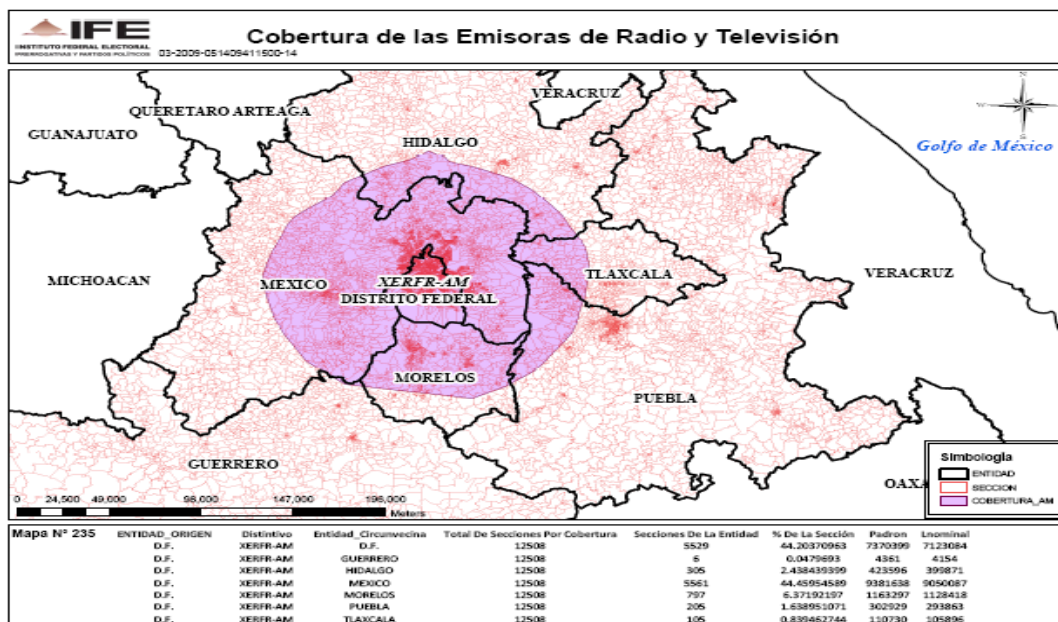 IFE
INSTITUTO FEDERAL ELECTORAL
PRERROGATIVAS Y PARTIDOS POLÍTICOS
03-2009-051409411500-14
Cobertura de las Emisoras de Radio y Televisión
VERACRUZ
QUERETARO ARTEAGA
GUANAJUATO
HIDALGO
N
W
E
S
Golfo de México
MICHOACAN
MEXICO
XERFR-AM
DISTRITO FEDERAL
TLAXCALA
VERACRUZ
MORELOS
PUEBLA
GUERRERO
OAXA
Simbologia
ENTIDAD
SECCION
COBERTURA_AM
0 24,500 49,000 98,000 147,000 196,000
Meters
Mapa N° 235 ENTIDAD_ORIGEN Distintivo Entidad_Circunvecina Total De Secciones Por Cobertura Secciones De La Entidad % De La Sección Padron Lnominal
D.F. XERFR-AM D.F. 12508 5529 44.20370963 7370399 7123084
D.F. XERFR-AM GUERRERO 12508 6 0.0479693 4361 4154
D.F. XERFR-AM HIDALGO 12508 305 2.438439399 423596 399871
D.F. XERFR-AM MEXICO 12508 5561 44.45954589 9381638 9050087
D.F. XERFR-AM MORELOS 12508 797 6.37192197 1163297 1128418
D.F. XERFR-AM PUEBLA 12508 205 1.638951071 302929 293863
D.F. XERFR-AM TLAXCALA 12508 105 0.839462744 110730 105896